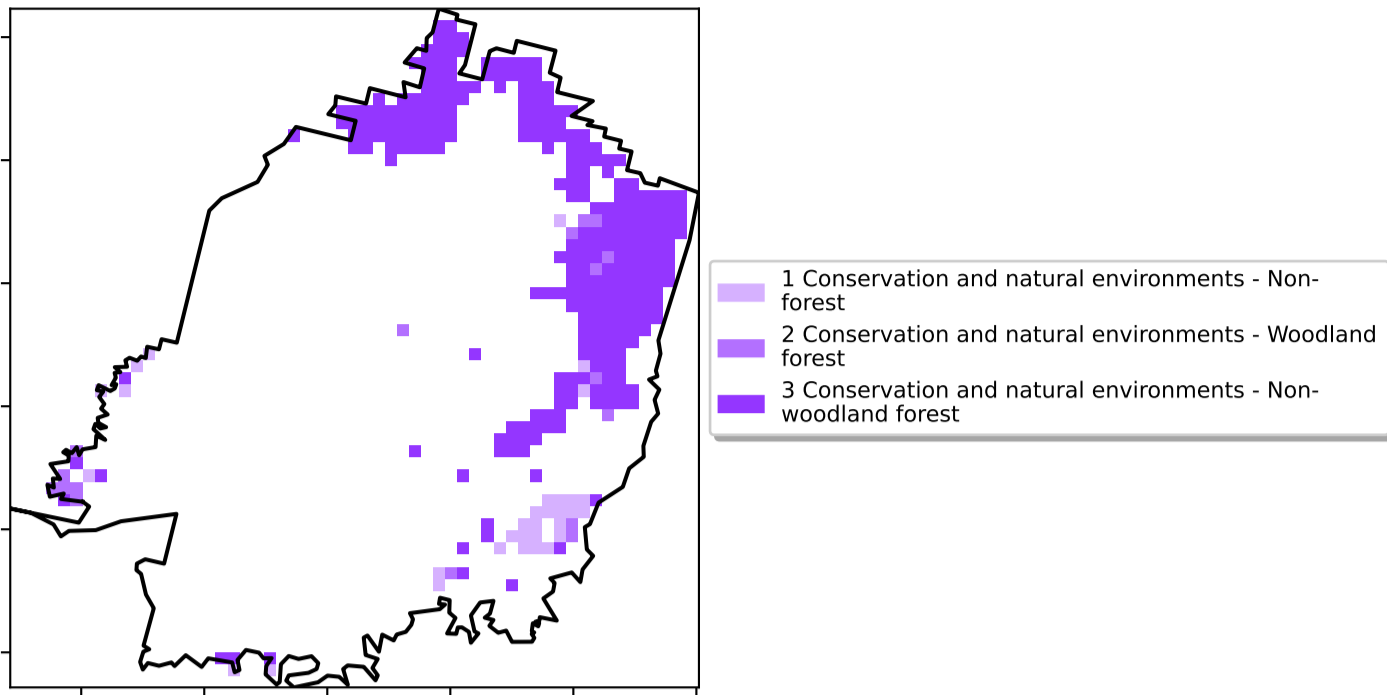 1 Conservation and natural environments - Non-
forest
2 Conservation and natural environments - Woodland
forest
3 Conservation and natural environments - Non-
woodland forest